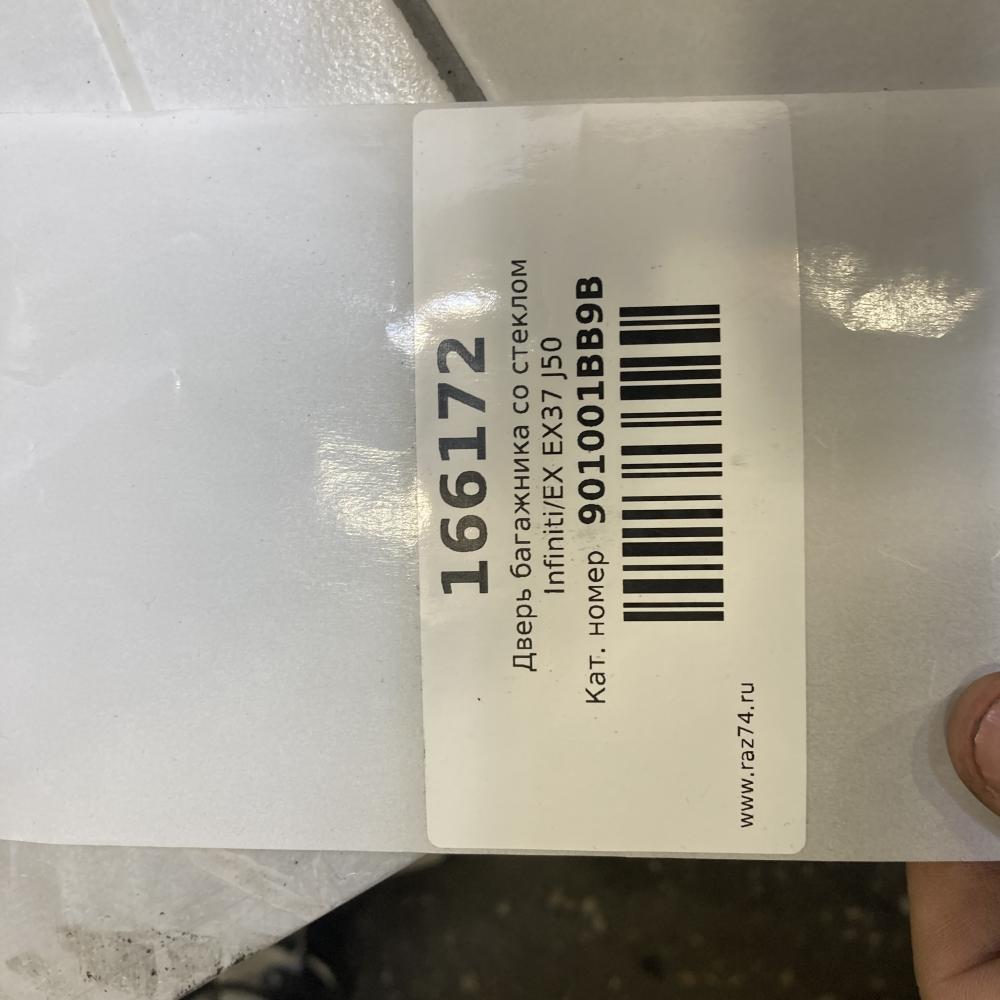 166172
Дверь багажника со стеклом
Infiniti/EX EX37 J50
Кат. номер 901001BB9B
www.raz74.ru